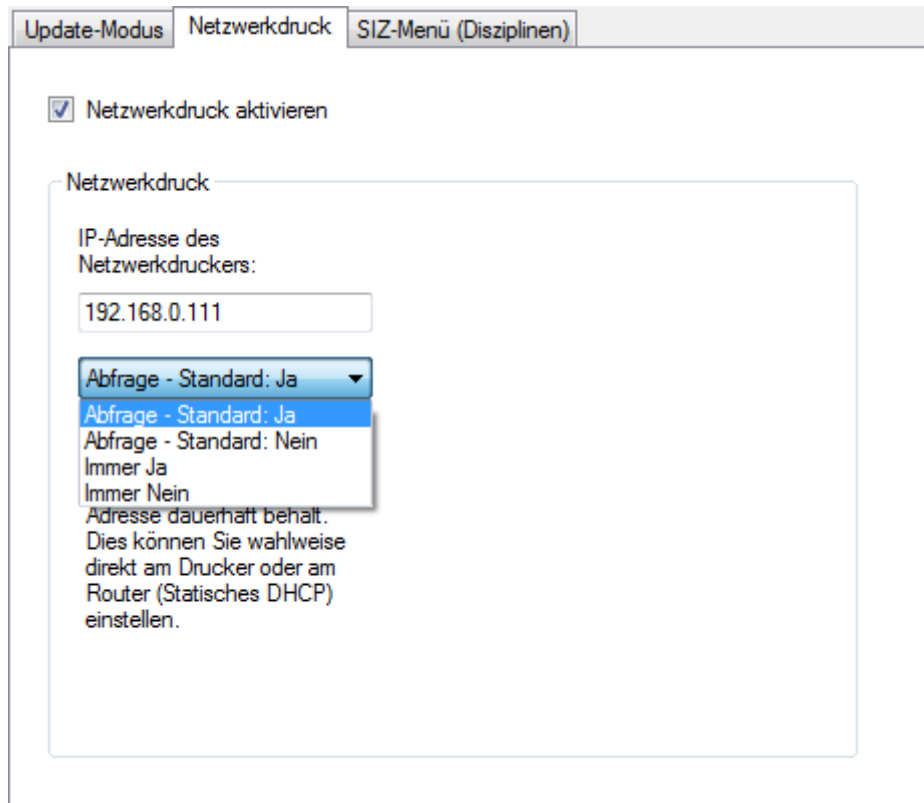 Update-Modus
Netzwerkdruck
SIZ-Menü (Disziplinen)
Netzwerkdruck aktivieren
Netzwerkdruck
IP-Adresse des
Netzwerkdruckers:
192.168.0.111
Abfrage - Standard: Ja
Abfrage - Standard: Ja
Abfrage - Standard: Nein
Immer Ja
Immer Nein
Adresse dauerhaft behält.
Dies können Sie wahlweise
direkt am Drucker oder am
Router (Statisches DHCP)
einstellen.